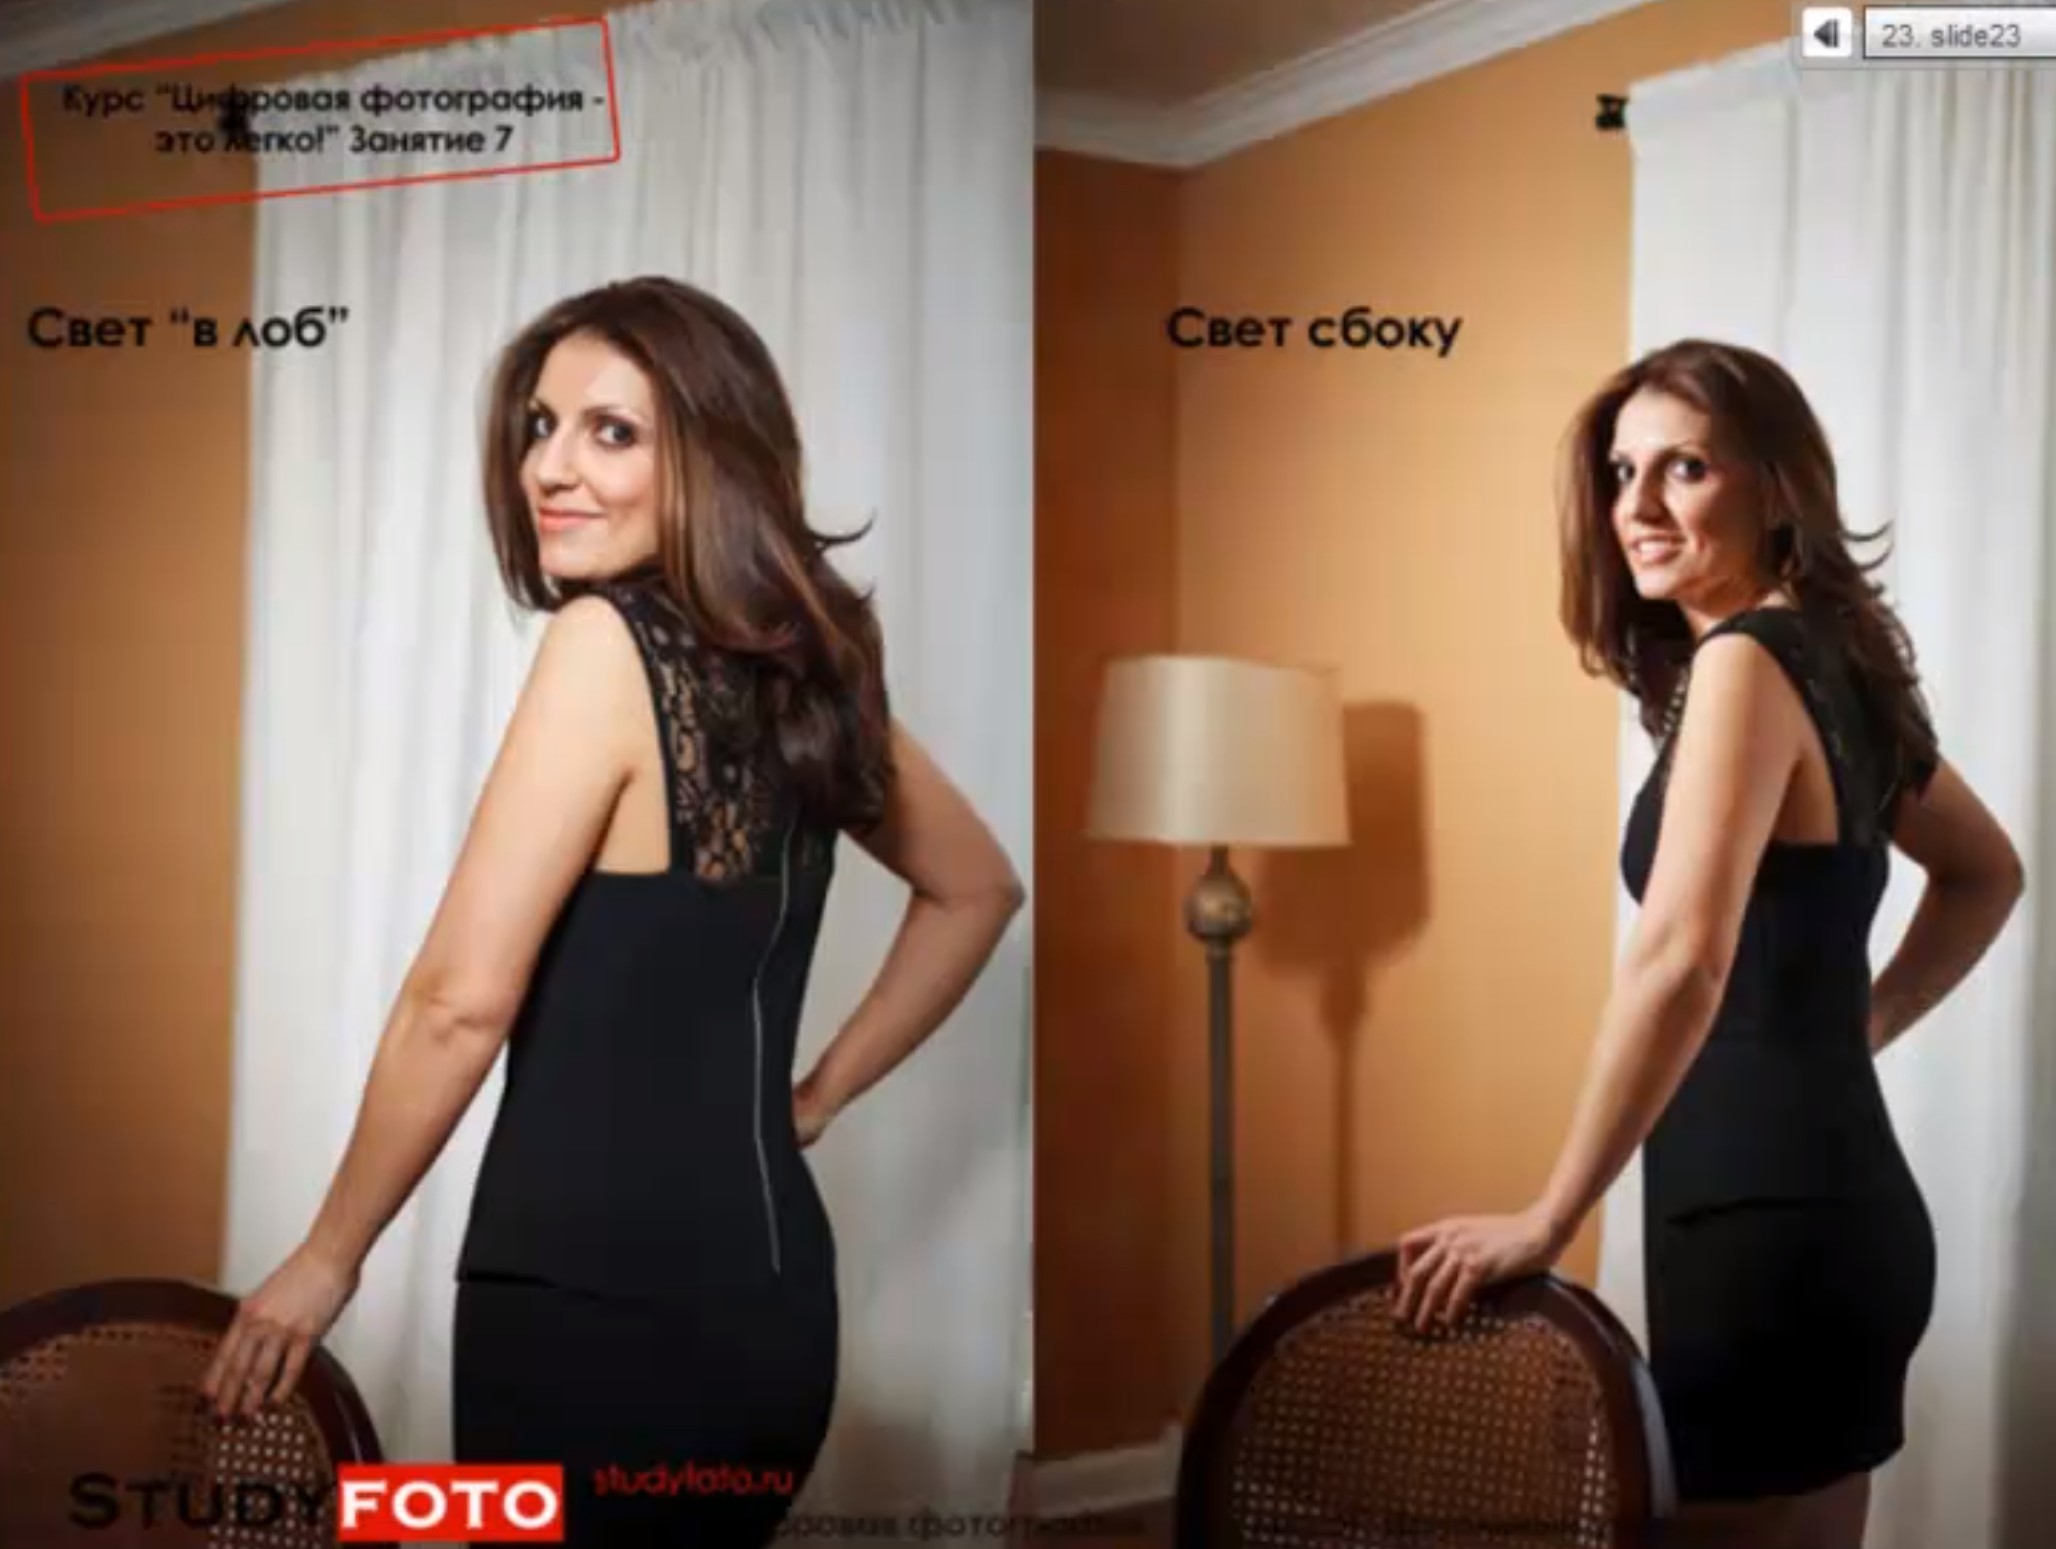 23. slide23
Курс “Цифровая фотография -
это легко!” Занятие 7
Свет “в лоб”
Свет сбоку
STUDYFOTO
studyfoto.ru